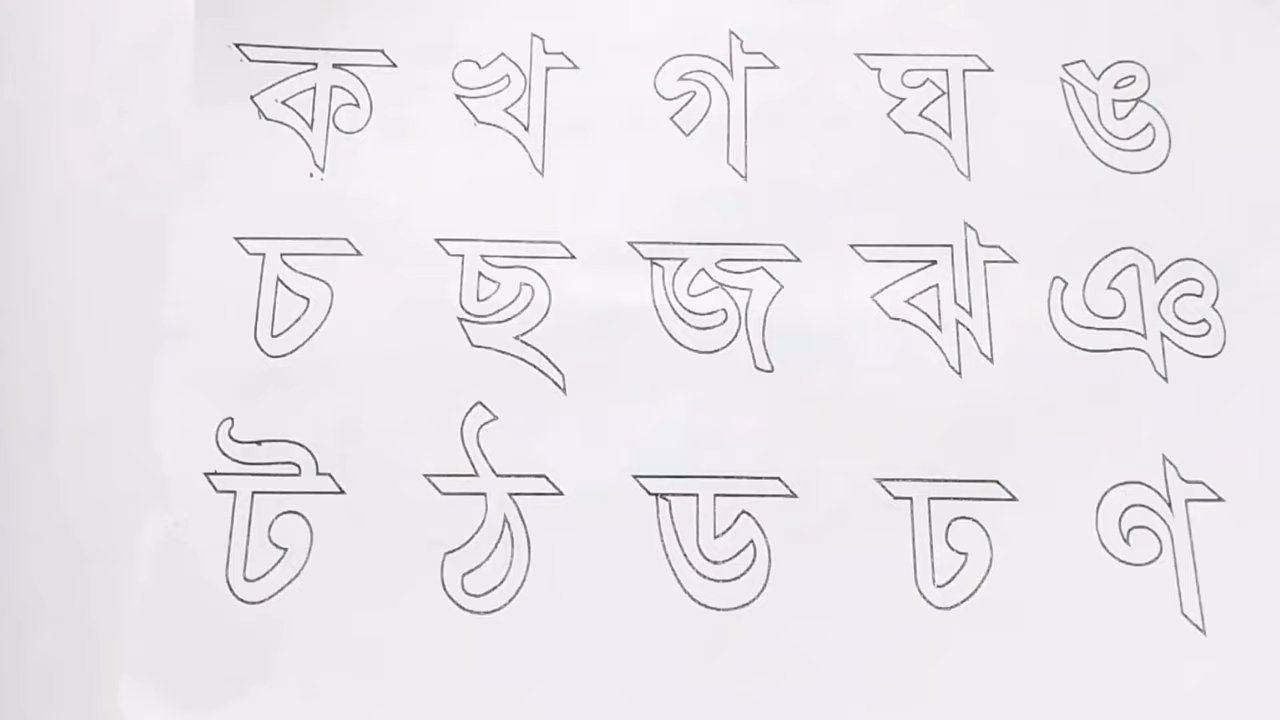 ক খ গ ঘ ঙ
চ ছ জ ঝ ঞ
ট ঠ ড ঢ ণ